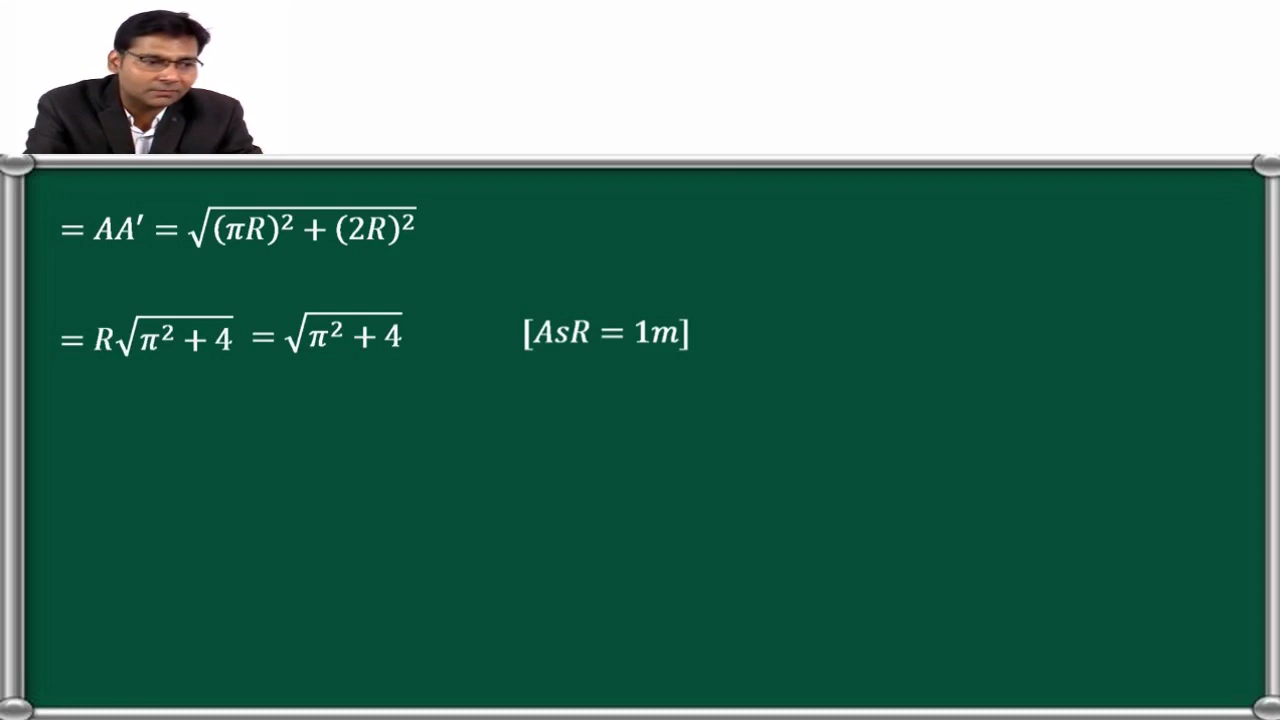 = AA′ = √(πR)² + (2R)²
= R√π² + 4 = √π² + 4 [AsR = 1m]